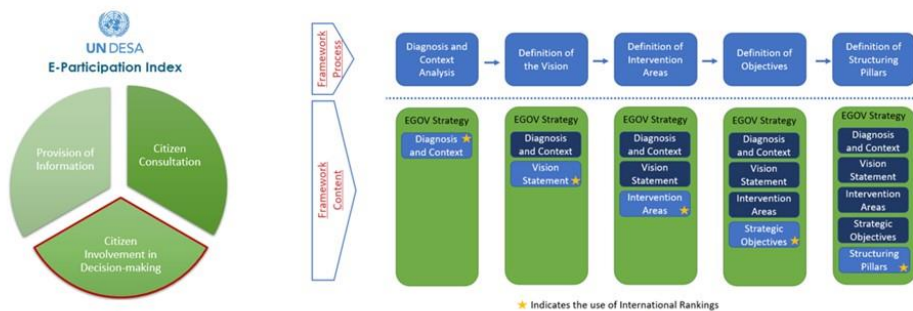 UN DESA
E-Participation Index
Provision of
Information
Citizen
Consultation
Citizen
Involvement in
Decision-making
Framework
Process
Diagnosis and
Context
Analysis
Definition of
the Vision
Definition of
Intervention
Areas
Definition of
Objectives
Definition of
Structuring
Pillars
Framework
Content
EGOV Strategy
Diagnosis
and Context
EGOV Strategy
Diagnosis
and Context
Vision
Statement
EGOV Strategy
Diagnosis
and Context
Vision
Statement
Intervention
Areas
EGOV Strategy
Diagnosis
and Context
Vision
Statement
Intervention
Areas
Strategic
Objectives
EGOV Strategy
Diagnosis
and Context
Vision
Statement
Intervention
Areas
Strategic
Objectives
Structuring
Pillars
Indicates the use of International Rankings